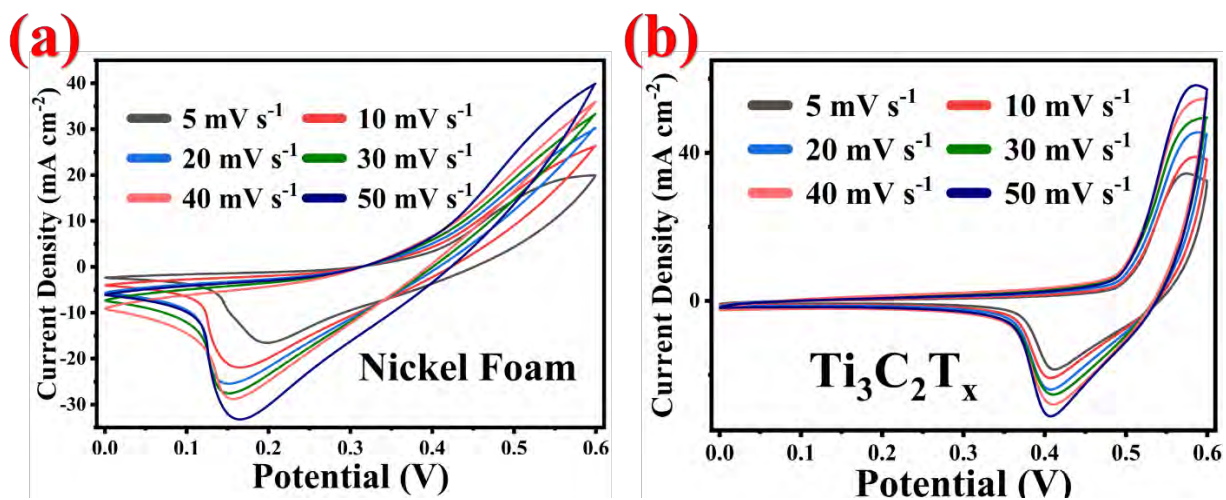 (a)
Current Density (mA cm⁻²)
40
30
20
10
0
-10
-20
-30
5 mV s⁻¹ 10 mV s⁻¹
20 mV s⁻¹ 30 mV s⁻¹
40 mV s⁻¹ 50 mV s⁻¹
Nickel Foam
0.0 0.1 0.2 0.3 0.4 0.5 0.6
Potential (V)
(b)
Current Density (mA cm⁻²)
40
0
5 mV s⁻¹ 10 mV s⁻¹
20 mV s⁻¹ 30 mV s⁻¹
40 mV s⁻¹ 50 mV s⁻¹
Ti₃C₂Tₓ
0.0 0.1 0.2 0.3 0.4 0.5 0.6
Potential (V)